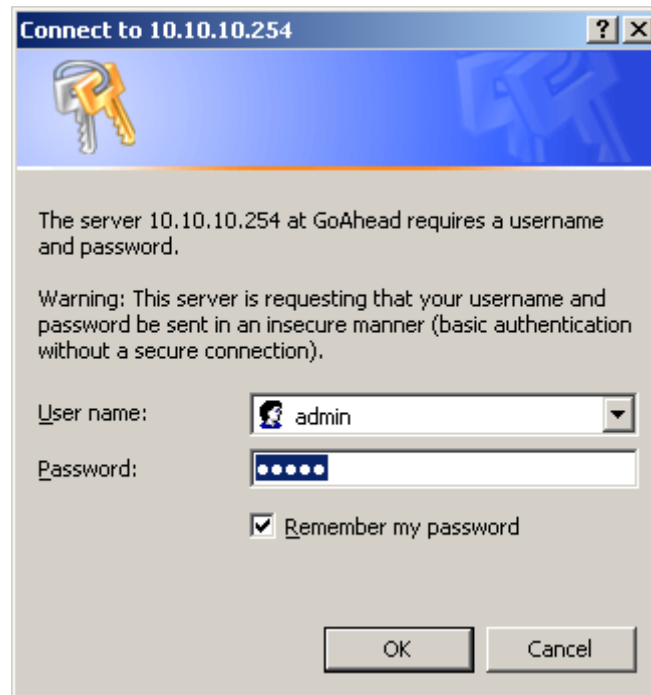 Connect to 10.10.10.254
The server 10.10.10.254 at GoAhead requires a username
and password.
Warning: This server is requesting that your username and
password be sent in an insecure manner (basic authentication
without a secure connection).
User name:
admin
Password:
●●●●●
Remember my password
OK
Cancel